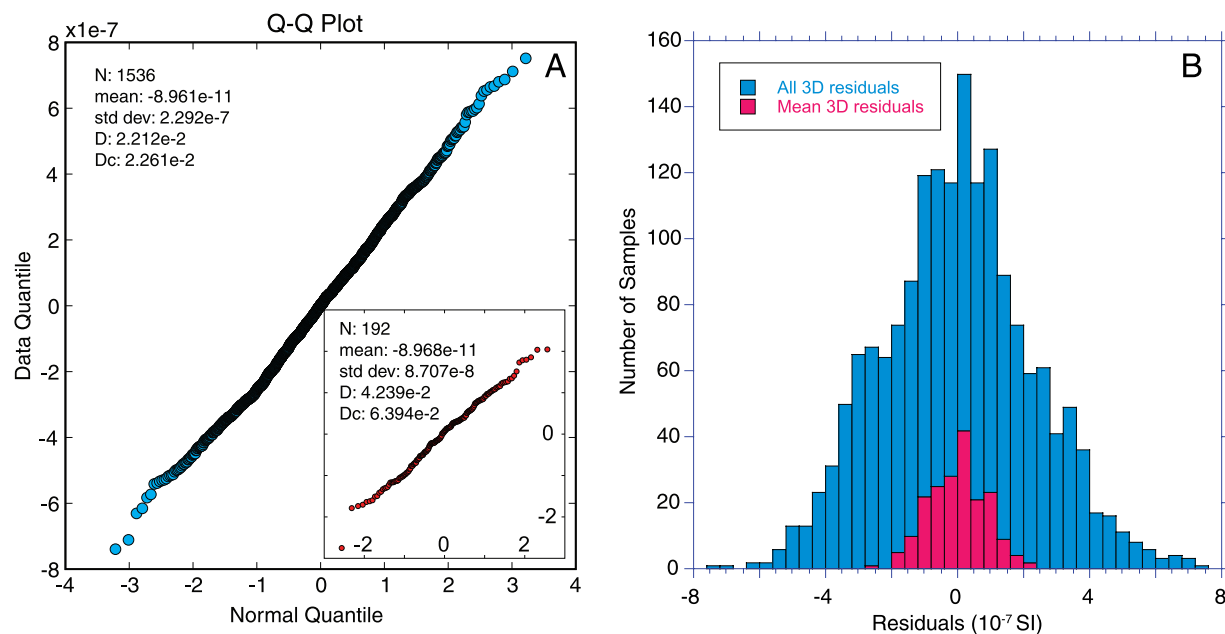 x1e-7
Q-Q Plot
A
8
6
4
2
0
-2
-4
-6
-8
-4
-3
-2
-1
0
1
2
3
4
Data Quantile
Normal Quantile
N: 1536
mean: -8.961e-11
std dev: 2.292e-7
D: 2.212e-2
Dc: 2.261e-2
N: 192
mean: -8.968e-11
std dev: 8.707e-8
D: 4.239e-2
Dc: 6.394e-2
0
-2
-2
0
2
B
All 3D residuals
Mean 3D residuals
160
140
120
100
80
60
40
20
0
-8
-4
0
4
8
Number of Samples
Residuals (10⁻⁷ SI)